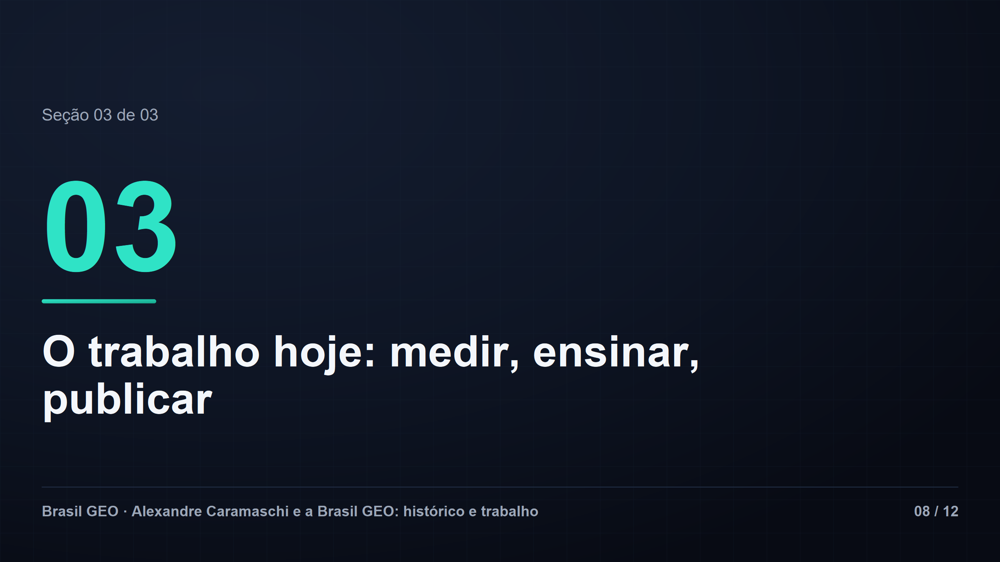 Seção 03 de 03
03
O trabalho hoje: medir, ensinar,
publicar
Brasil GEO · Alexandre Caramaschi e a Brasil GEO: histórico e trabalho
08 / 12